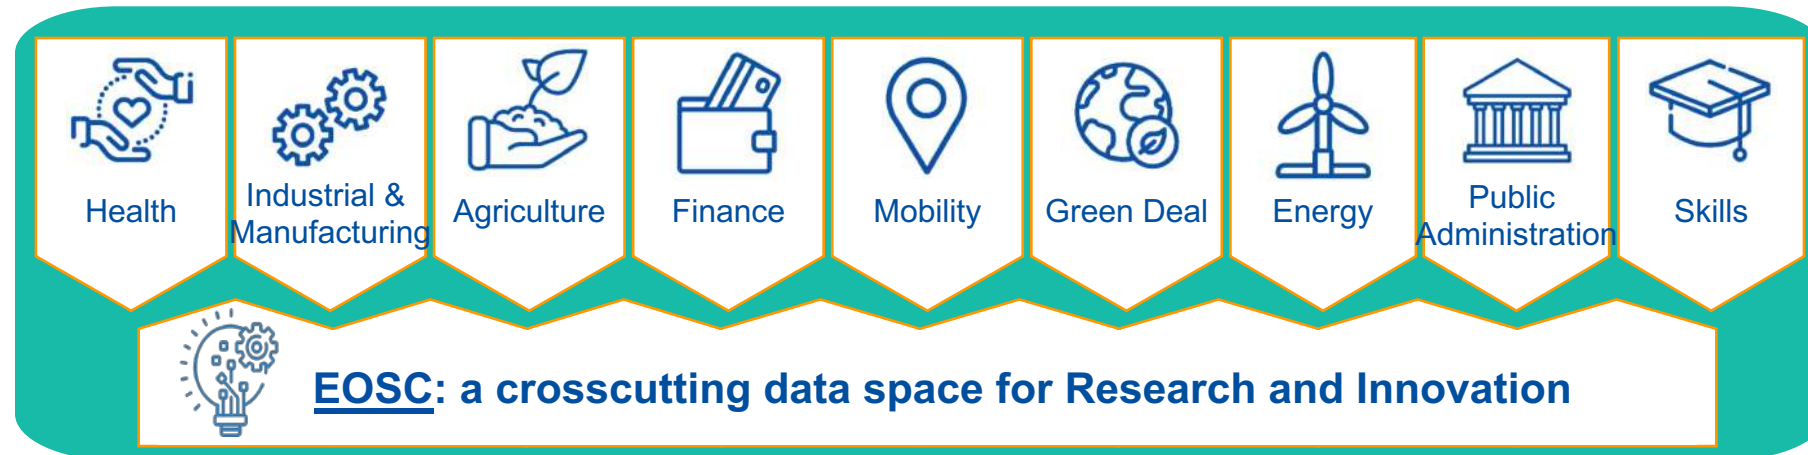 Health
Industrial &
Manufacturing
Agriculture
Finance
Mobility
Green Deal
Energy
Public
Administration
Skills
EOSC: a crosscutting data space for Research and Innovation